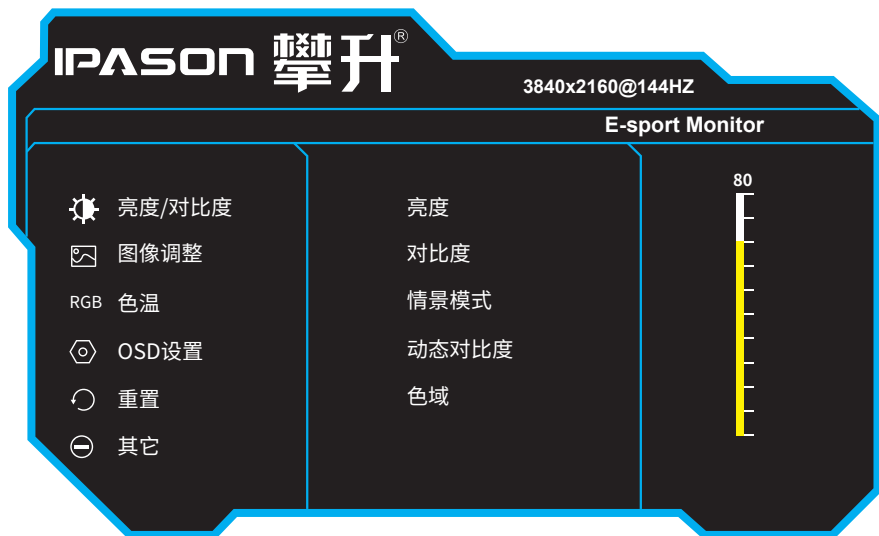 IPASON 攀升®
3840x2160@144HZ
E-sport Monitor
亮度/对比度
图像调整
RGB 色温
OSD设置
重置
其它
亮度
对比度
情景模式
动态对比度
色域
80